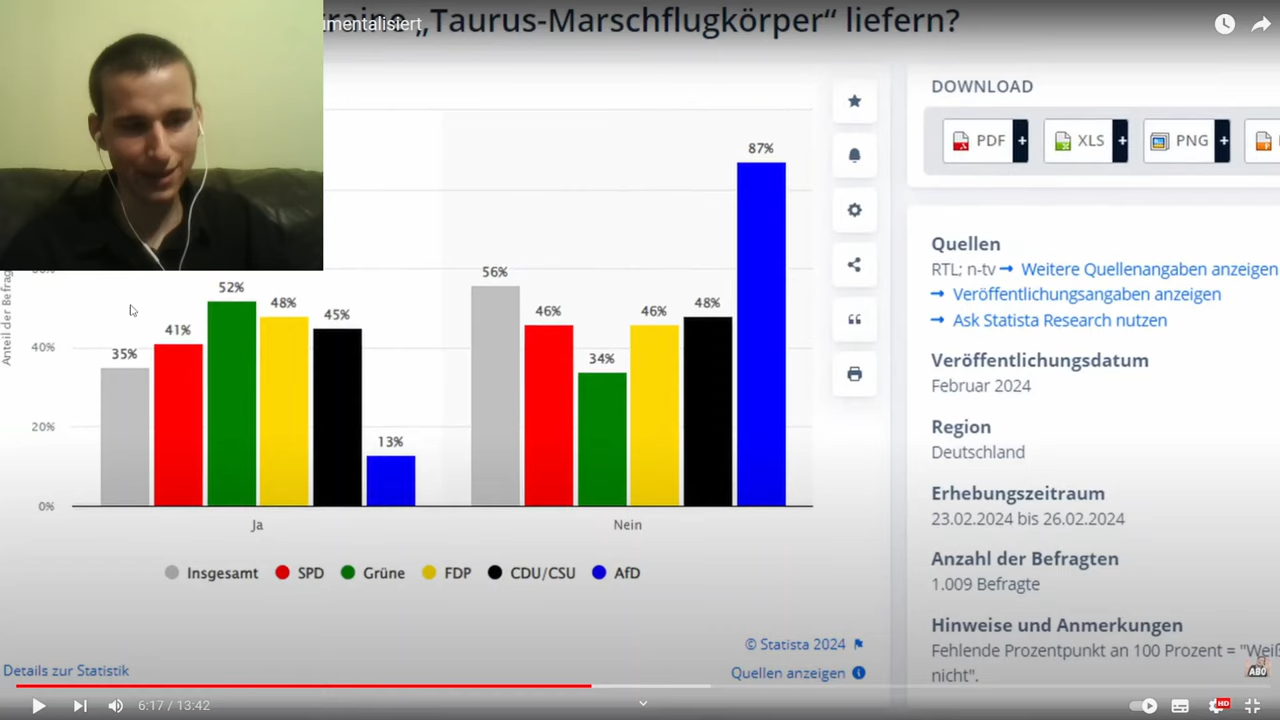 umentalisiert
raine „Taurus-Marschflugkörper“ liefern?
DOWNLOAD
PDF
+
XLS
+
PNG
+
Anteil der Befrag
40%
20%
0%
35%
41%
52%
48%
45%
13%
56%
46%
34%
46%
48%
87%
Ja
Nein
Insgesamt
SPD
Grüne
FDP
CDU/CSU
AfD
Quellen
RTL; n-tv → Weitere Quellenangaben anzeigen
→ Veröffentlichungsangaben anzeigen
→ Ask Statista Research nutzen
Veröffentlichungsdatum
Februar 2024
Region
Deutschland
Erhebungszeitraum
23.02.2024 bis 26.02.2024
Anzahl der Befragten
1.009 Befragte
Hinweise und Anmerkungen
Fehlende Prozentpunkt an 100 Prozent = "Weiß
nicht".
© Statista 2024
Details zur Statistik
Quellen anzeigen
ABO
6:17 / 13:42
HD